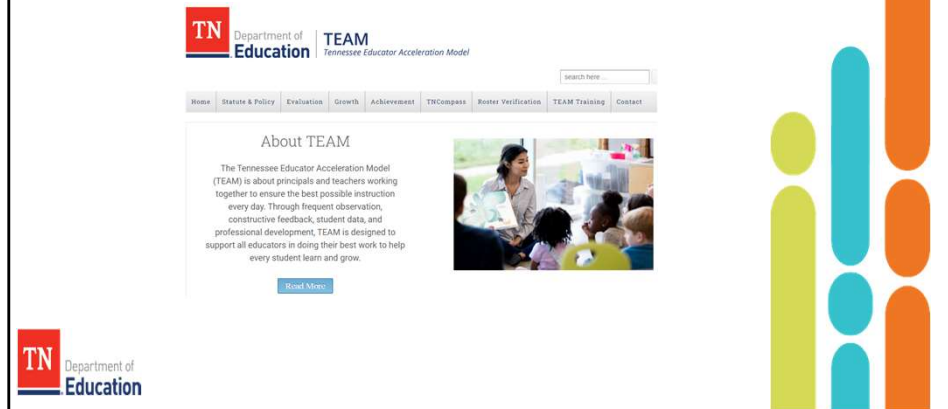 TN
Department of
Education
TEAM
Tennessee Educator Acceleration Model
search here ...
Home Statute & Policy Evaluation Growth Achievement TNCompass Roster Verification TEAM Training Contact
About TEAM
The Tennessee Educator Acceleration Model
(TEAM) is about principals and teachers working
together to ensure the best possible instruction
every day. Through frequent observation,
constructive feedback, student data, and
professional development, TEAM is designed to
support all educators in doing their best work to help
every student learn and grow.
Read More
TN
Department of
Education